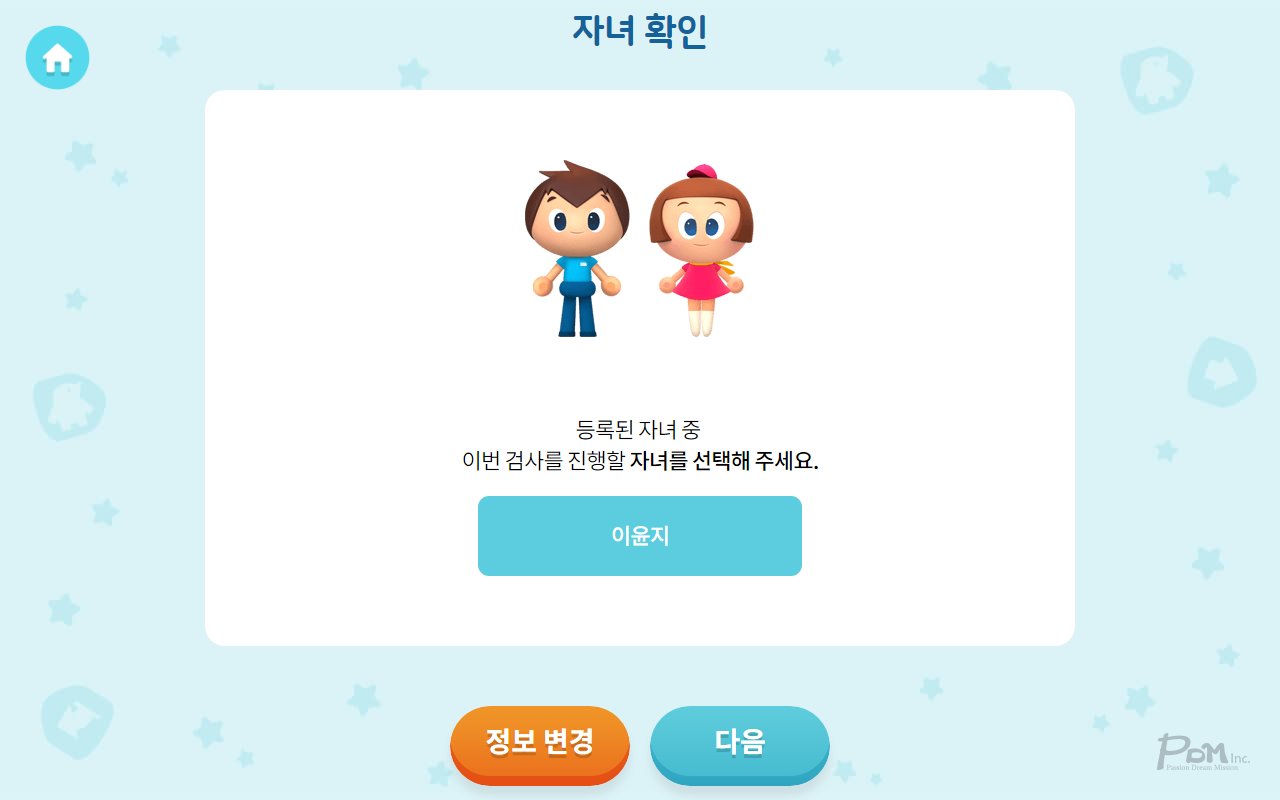 자녀 확인
등록된 자녀 중
이번 검사를 진행할 자녀를 선택해 주세요.
이윤지
정보 변경
다음
PDM Inc.
Passion Dream Mission